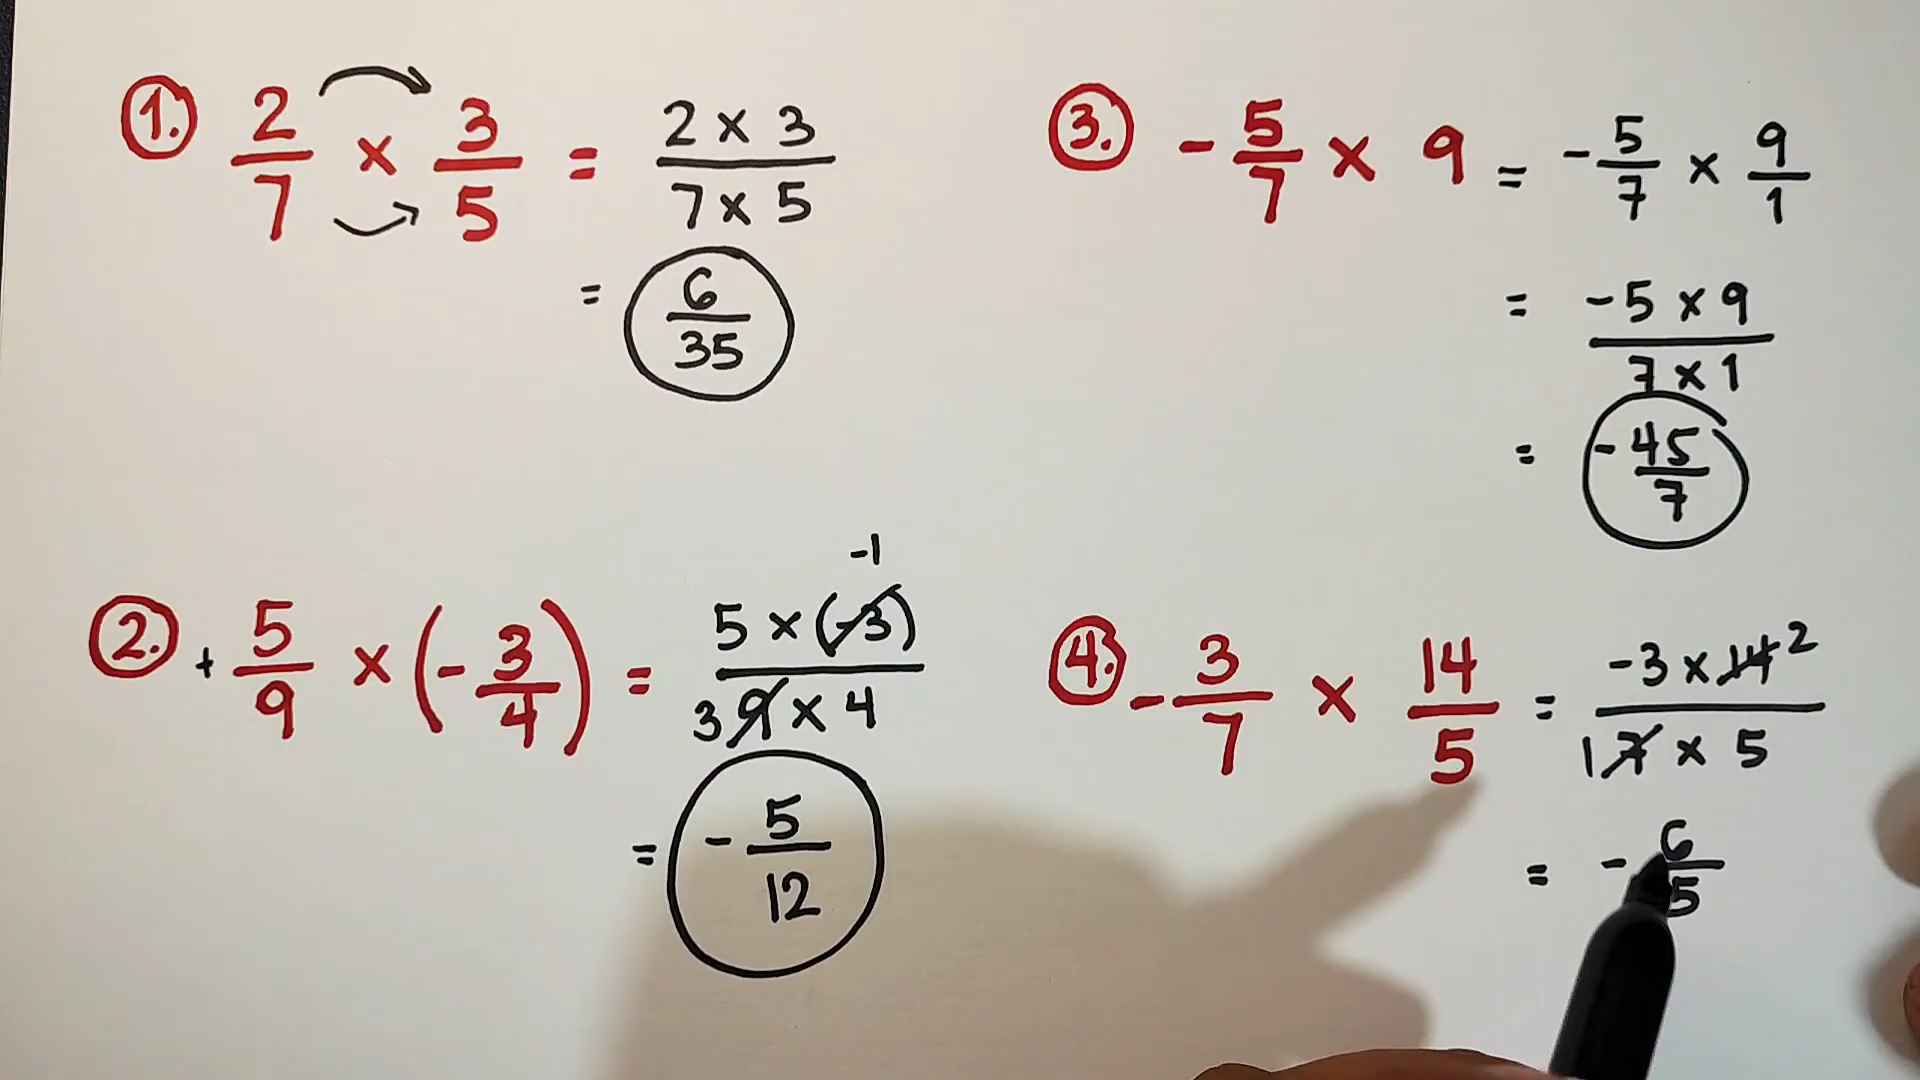 1. 2/7 × 3/5 = (2 × 3)/(7 × 5)
= 6/35
2. + 5/9 × (- 3/4) = (5 × (-3) -1)/(3 9 × 4)
= - 5/12
3. - 5/7 × 9 = - 5/7 × 9/1
= (-5 × 9)/(7 × 1)
= - 45/7
4. - 3/7 × 14/5 = (-3 × 14 2)/(1 7 × 5)
= - 6/5